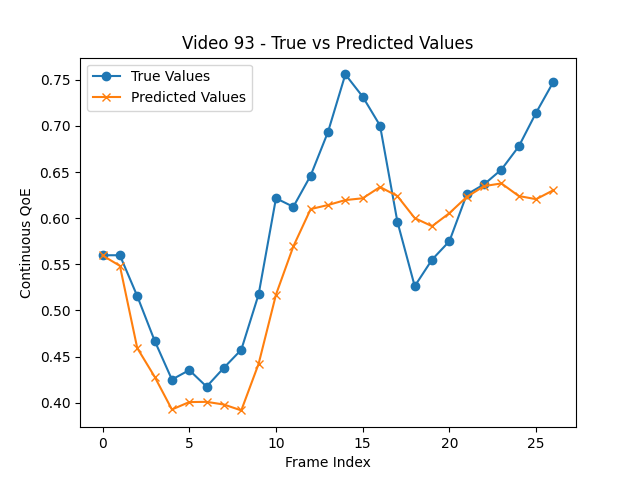 Video 93 - True vs Predicted Values
True Values
Predicted Values
0.75
0.70
0.65
0.60
0.55
0.50
0.45
0.40
Continuous QoE
0
5
10
15
20
25
Frame Index